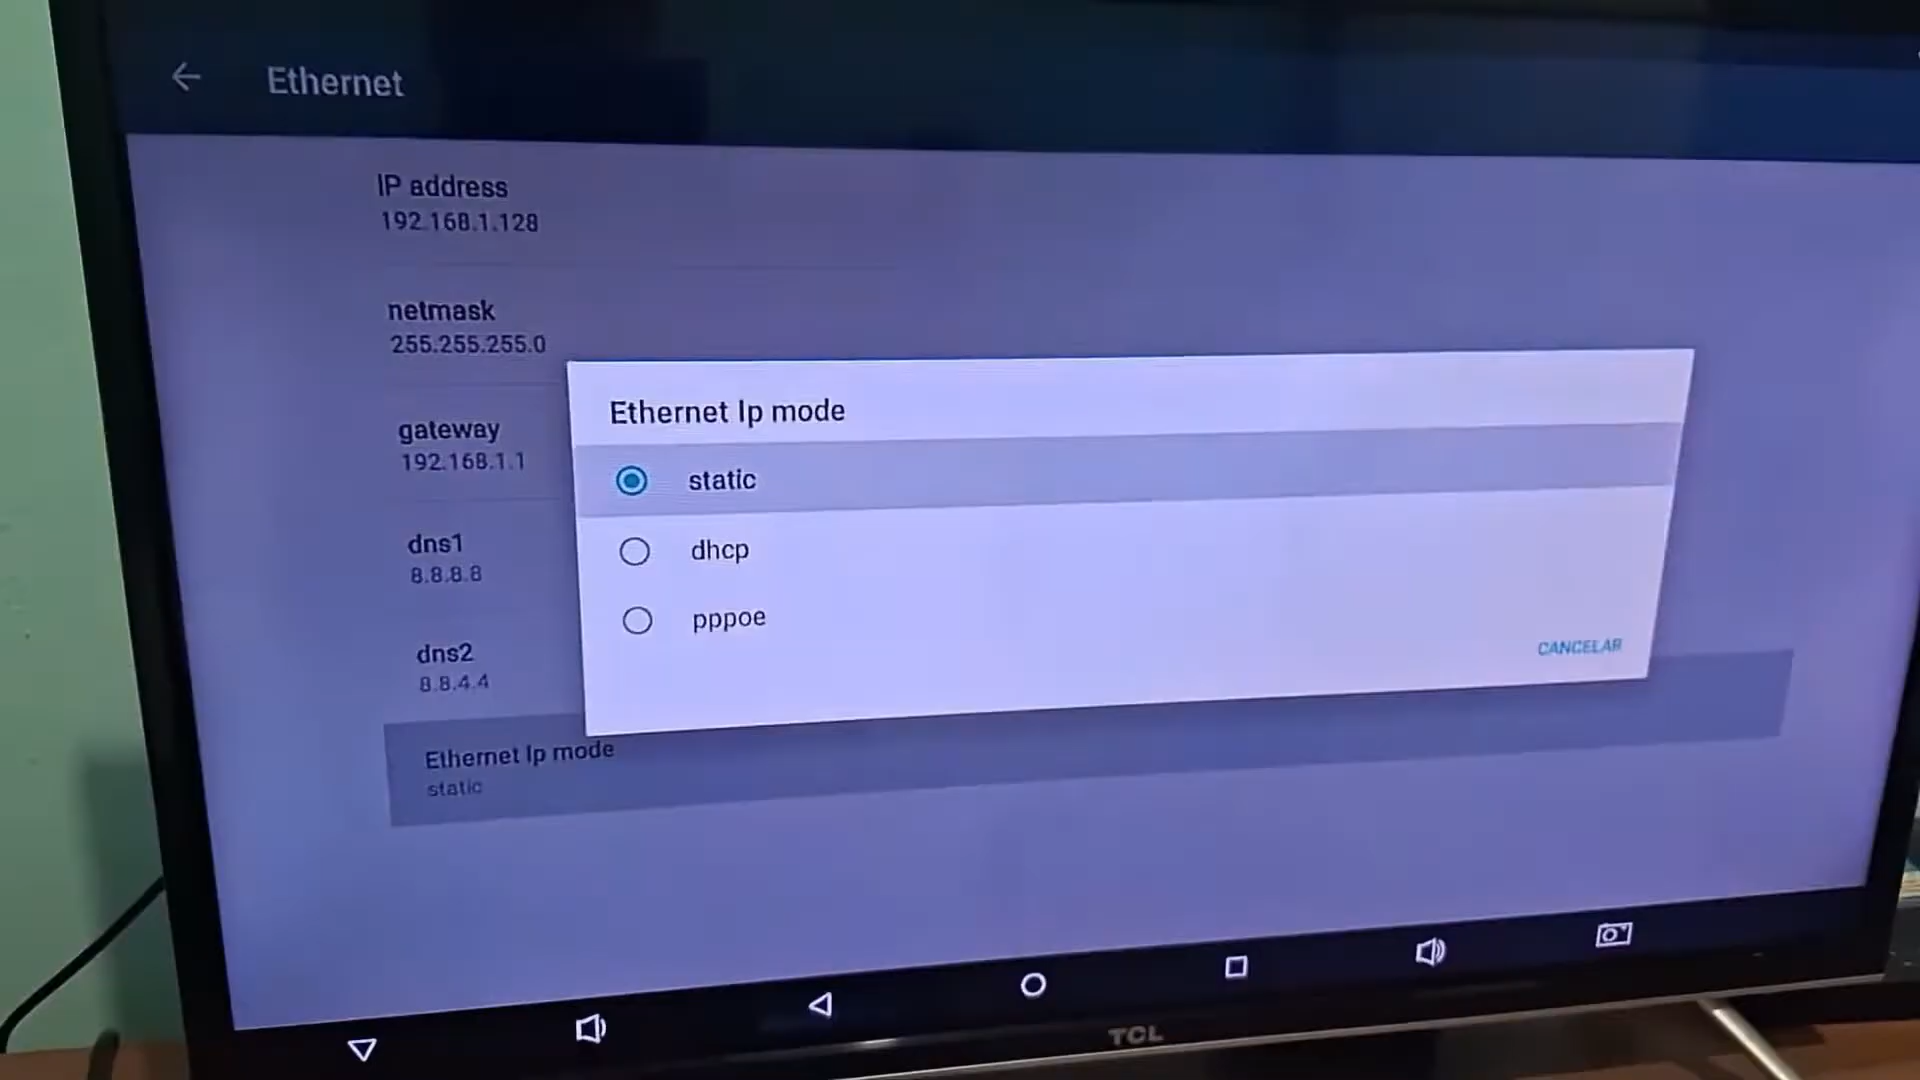 Ethernet
IP address
192.168.1.128
netmask
255.255.255.0
gateway
192.168.1.1
dns1
8.8.8.8
dns2
8.8.4.4
Ethernet Ip mode
static
Ethernet Ip mode
static
dhcp
pppoe
CANCELAR
TCL